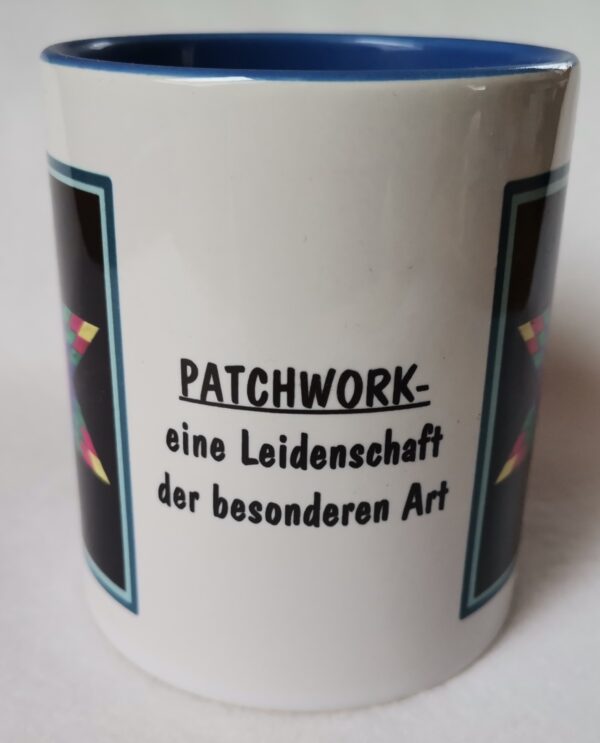 PATCHWORK-
eine Leidenschaft
der besonderen Art